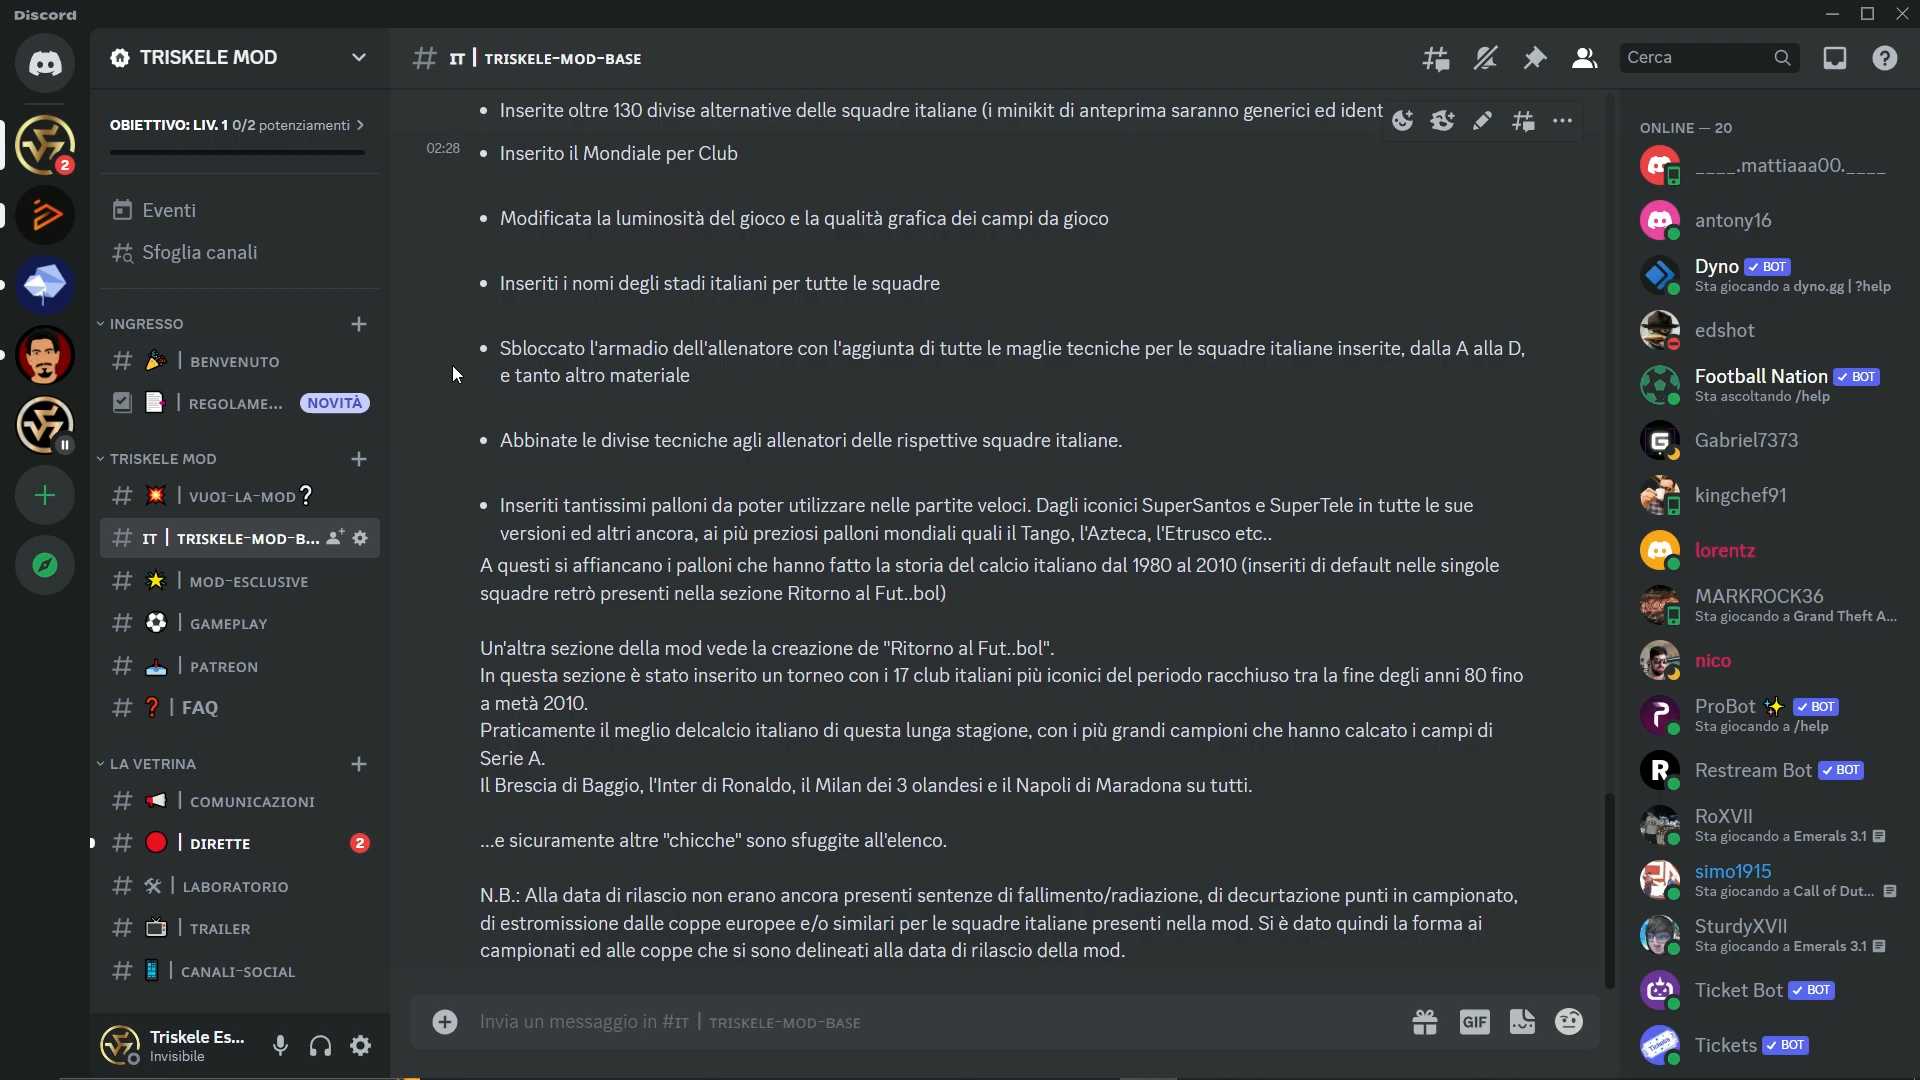 Discord
TRISKELE MOD
OBIETTIVO: LIV. 1 0/2 potenziamenti
Eventi
Sfoglia canali
INGRESSO
BENVENUTO
REGOLAME... NOVITÀ
TRISKELE MOD
VUOI-LA-MOD?
IT | TRISKELE-MOD-B...
MOD-ESCLUSIVE
GAMEPLAY
PATREON
FAQ
LA VETRINA
COMUNICAZIONI
DIRETTE 2
LABORATORIO
TRAILER
CANALI-SOCIAL
Triskele Es...
Invisibile
2
# IT | TRISKELE-MOD-BASE
Cerca
• Inserite oltre 130 divise alternative delle squadre italiane (i minikit di anteprima saranno generici ed ident
02:28 • Inserito il Mondiale per Club
• Modificata la luminosità del gioco e la qualità grafica dei campi da gioco
• Inseriti i nomi degli stadi italiani per tutte le squadre
• Sbloccato l'armadio dell'allenatore con l'aggiunta di tutte le maglie tecniche per le squadre italiane inserite, dalla A alla D,
e tanto altro materiale
• Abbinate le divise tecniche agli allenatori delle rispettive squadre italiane.
• Inseriti tantissimi palloni da poter utilizzare nelle partite veloci. Dagli iconici SuperSantos e SuperTele in tutte le sue
versioni ed altri ancora, ai più preziosi palloni mondiali quali il Tango, l'Azteca, l'Etrusco etc..
A questi si affiancano i palloni che hanno fatto la storia del calcio italiano dal 1980 al 2010 (inseriti di default nelle singole
squadre retrò presenti nella sezione Ritorno al Fut..bol)
Un'altra sezione della mod vede la creazione de "Ritorno al Fut..bol".
In questa sezione è stato inserito un torneo con i 17 club italiani più iconici del periodo racchiuso tra la fine degli anni 80 fino
a metà 2010.
Praticamente il meglio delcalcio italiano di questa lunga stagione, con i più grandi campioni che hanno calcato i campi di
Serie A.
Il Brescia di Baggio, l'Inter di Ronaldo, il Milan dei 3 olandesi e il Napoli di Maradona su tutti.
...e sicuramente altre "chicche" sono sfuggite all'elenco.
N.B.: Alla data di rilascio non erano ancora presenti sentenze di fallimento/radiazione, di decurtazione punti in campionato,
di estromissione dalle coppe europee e/o similari per le squadre italiane presenti nella mod. Si è dato quindi la forma ai
campionati ed alle coppe che si sono delineati alla data di rilascio della mod.
Invia un messaggio in #IT | TRISKELE-MOD-BASE
GIF
ONLINE — 20
____.mattiaaa00.____
antony16
Dyno ✓ BOT
Sta giocando a dyno.gg | ?help
edshot
Football Nation ✓ BOT
Sta ascoltando /help
Gabriel7373
kingchef91
lorentz
MARKROCK36
Sta giocando a Grand Theft A...
nico
ProBot ✨ ✓ BOT
Sta giocando a /help
Restream Bot ✓ BOT
RoXVII
Sta giocando a Emerals 3.1
simo1915
Sta giocando a Call of Dut...
SturdyXVII
Sta giocando a Emerals 3.1
Ticket Bot ✓ BOT
Tickets ✓ BOT